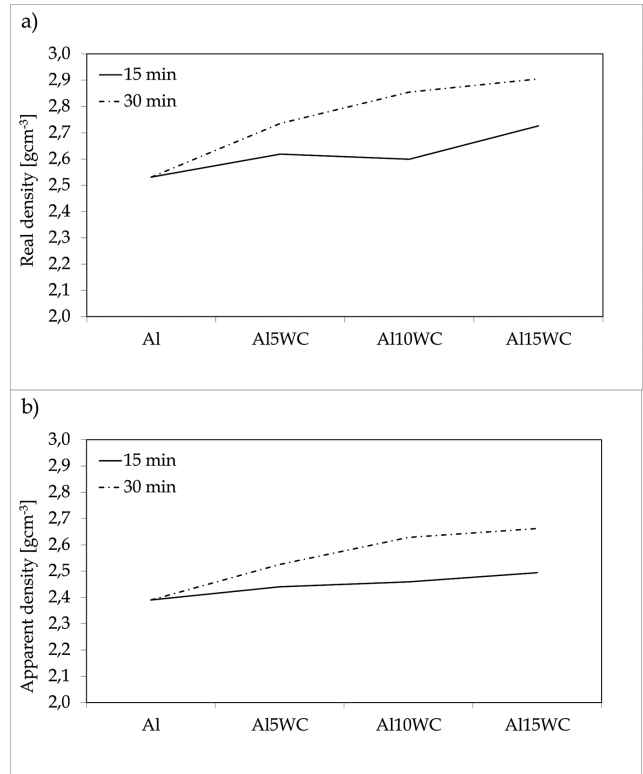 a)
Real density [gcm-3]
3,0
2,9
2,8
2,7
2,6
2,5
2,4
2,3
2,2
2,1
2,0
15 min
30 min
Al
Al5WC
Al10WC
Al15WC
b)
Apparent density [gcm-3]
3,0
2,9
2,8
2,7
2,6
2,5
2,4
2,3
2,2
2,1
2,0
15 min
30 min
Al
Al5WC
Al10WC
Al15WC